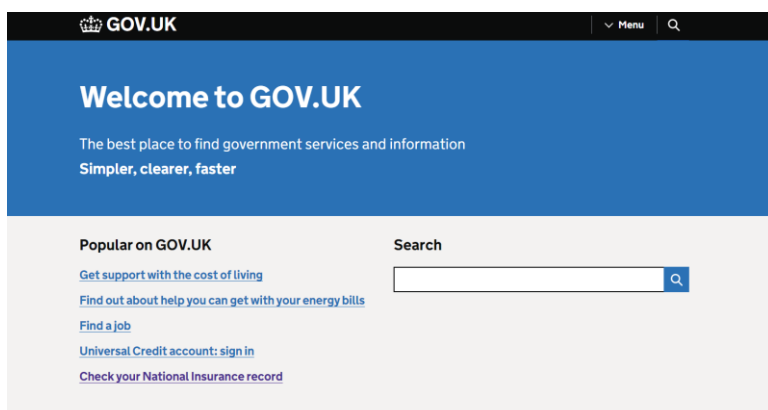 GOV.UK
Menu
Welcome to GOV.UK
The best place to find government services and information
Simpler, clearer, faster
Popular on GOV.UK
Get support with the cost of living
Find out about help you can get with your energy bills
Find a job
Universal Credit account: sign in
Check your National Insurance record
Search